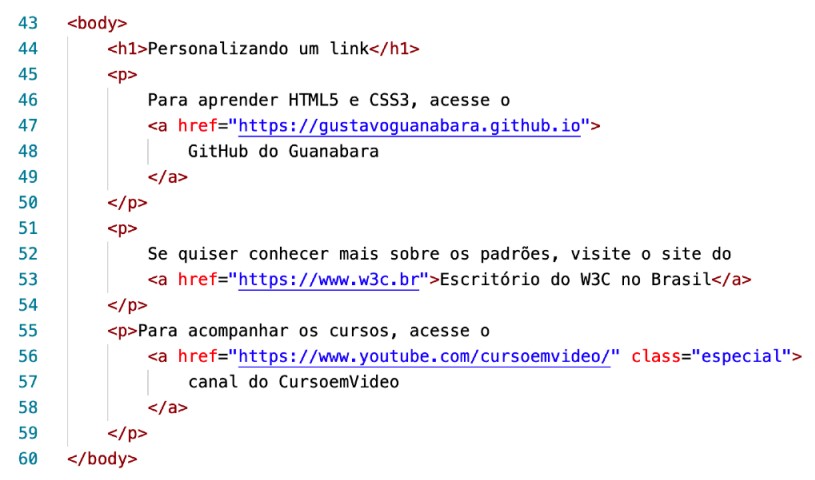 43 <body>
44 <h1>Personalizando um link</h1>
45 <p>
46 Para aprender HTML5 e CSS3, acesse o
47 <a href="https://gustavoguanabara.github.io">
48 GitHub do Guanabara
49 </a>
50 </p>
51 <p>
52 Se quiser conhecer mais sobre os padrões, visite o site do
53 <a href="https://www.w3c.br">Escritório do W3C no Brasil</a>
54 </p>
55 <p>Para acompanhar os cursos, acesse o
56 <a href="https://www.youtube.com/cursoemvideo/" class="especial">
57 canal do CursoemVideo
58 </a>
59 </p>
60 </body>